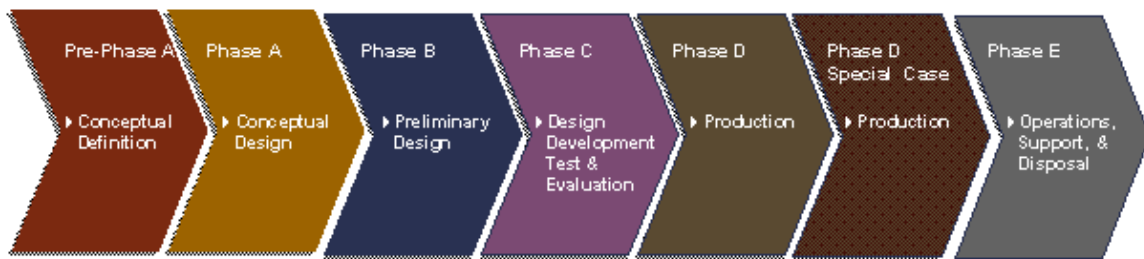 Pre-Phase A
Conceptual
Definition
Phase A
Conceptual
Design
Phase B
Preliminary
Design
Phase C
Design
Development
Test &
Evaluation
Phase D
Production
Phase D
Special Case
Production
Phase E
Operations,
Support, &
Disposal